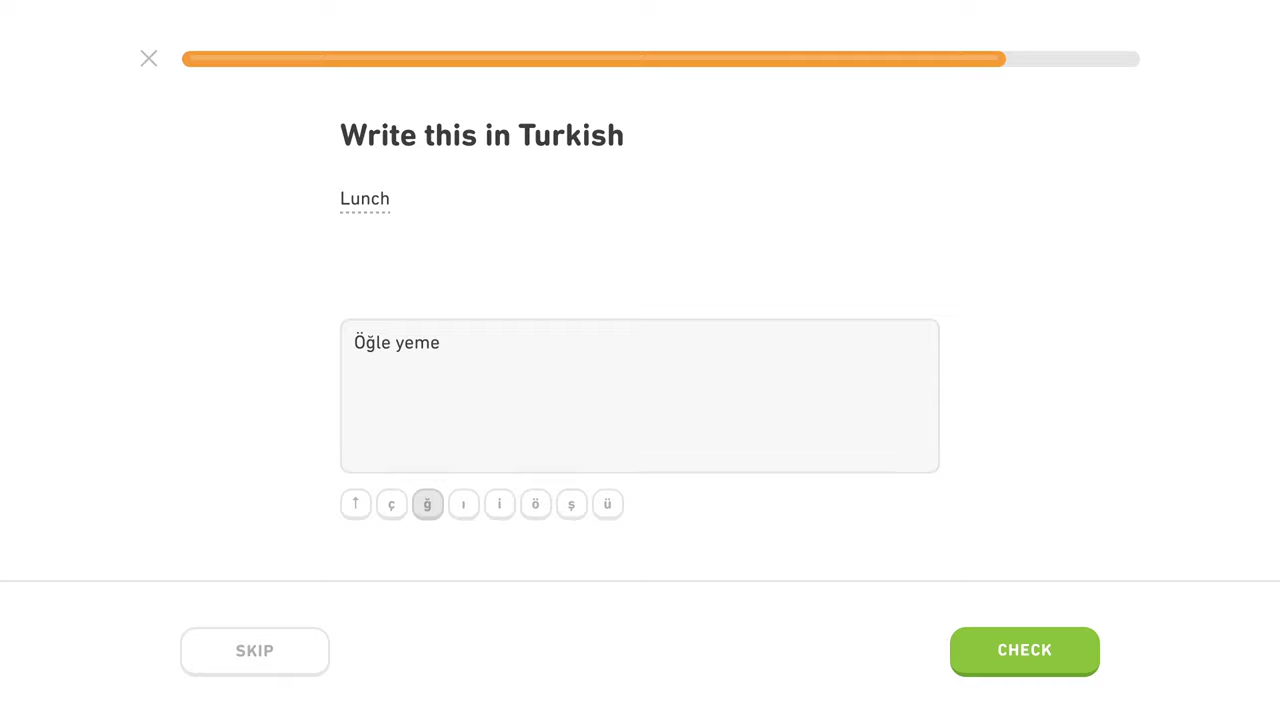 Write this in Turkish
Lunch
Öğle yeme
↑ ç ğ ı i ö ş ü
SKIP
CHECK